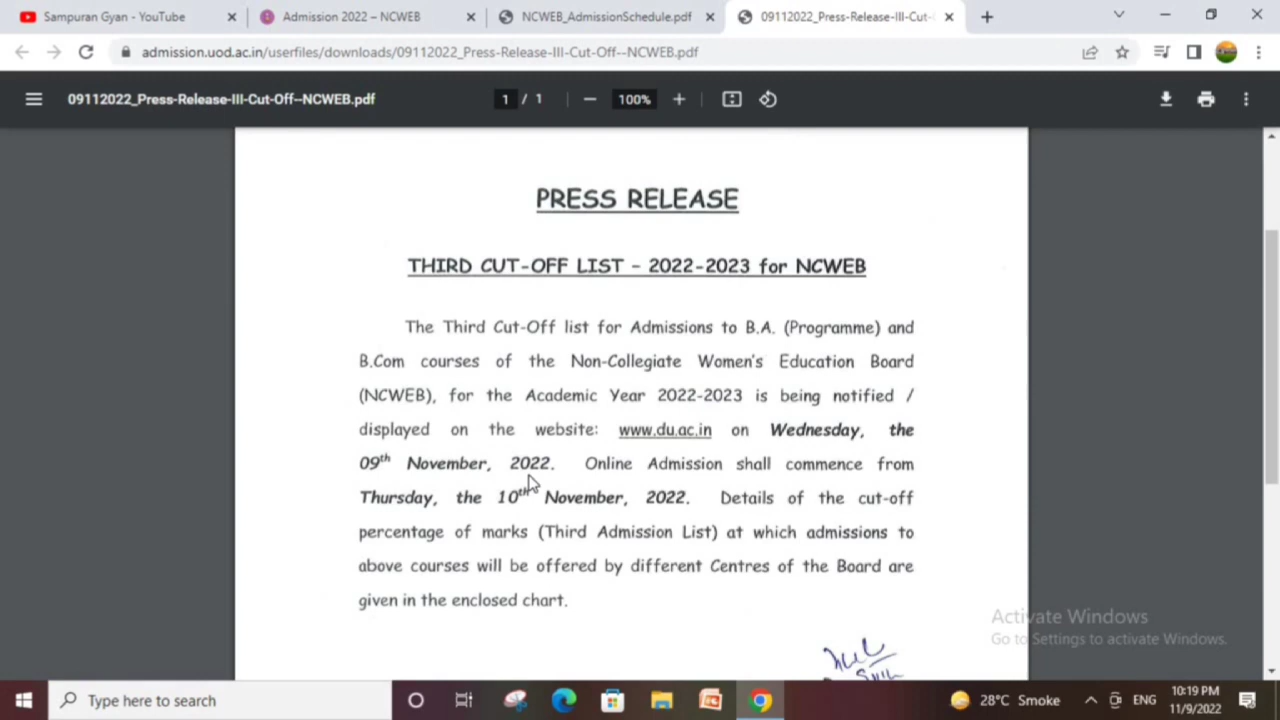 Sampuran Gyan - YouTube
Admission 2022 – NCWEB
NCWEB_AdmissionSchedule.pdf
09112022_Press-Release-III-Cut-
admission.uod.ac.in/userfiles/downloads/09112022_Press-Release-III-Cut-Off--NCWEB.pdf
09112022_Press-Release-III-Cut-Off--NCWEB.pdf
1 / 1
100%
PRESS RELEASE
THIRD CUT-OFF LIST - 2022-2023 for NCWEB
The Third Cut-Off list for Admissions to B.A. (Programme) and
B.Com courses of the Non-Collegiate Women's Education Board
(NCWEB), for the Academic Year 2022-2023 is being notified /
displayed on the website: www.du.ac.in on Wednesday, the
09th November, 2022. Online Admission shall commence from
Thursday, the 10th November, 2022. Details of the cut-off
percentage of marks (Third Admission List) at which admissions to
above courses will be offered by different Centres of the Board are
given in the enclosed chart.
Activate Windows
Go to Settings to activate Windows.
Type here to search
28°C Smoke
ENG
10:19 PM
11/9/2022